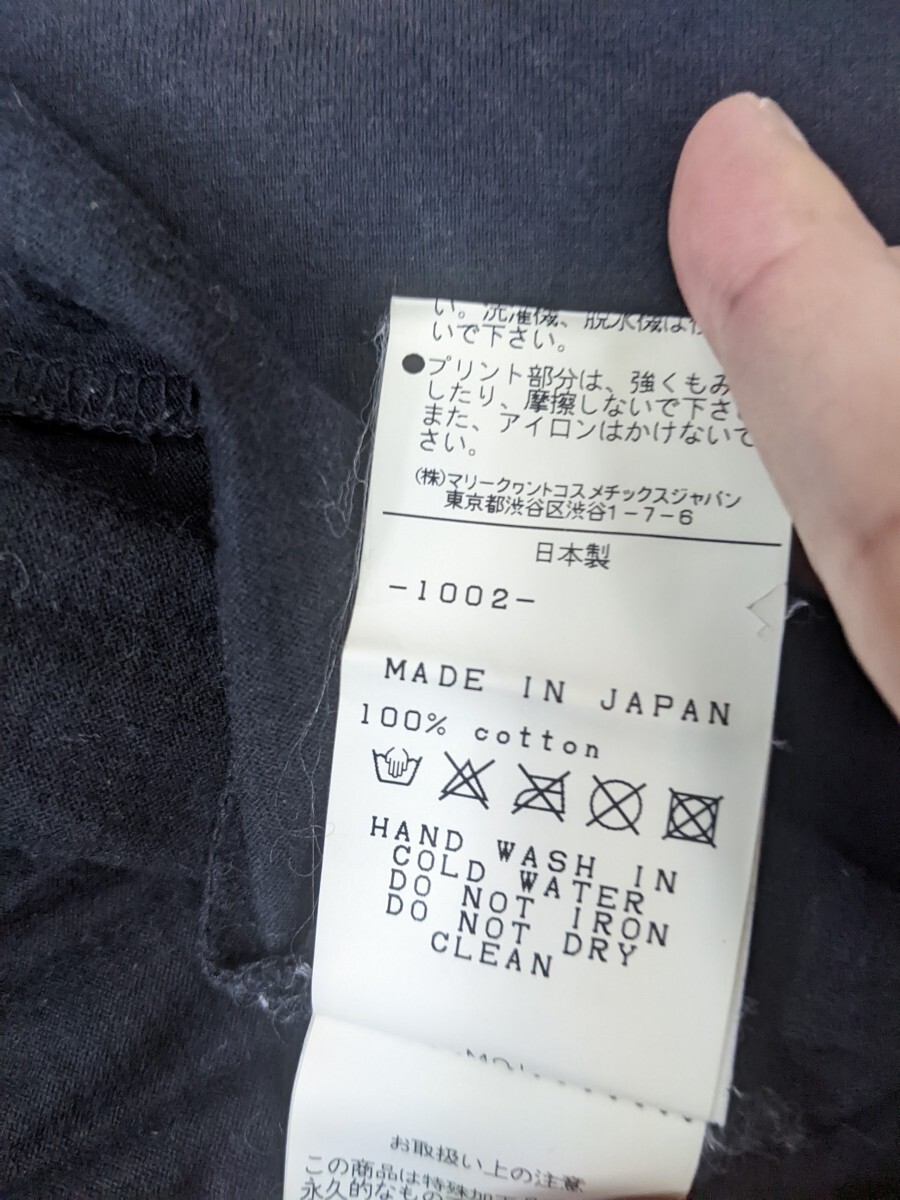 い。洗濯機、脱水機は使
いで下さい。
●プリント部分は、強くもみ
したり、摩擦しないで下さ
また、アイロンはかけないで
さい。
(株)マリークヮントコスメチックスジャパン
東京都渋谷区渋谷1-7-6
日本製
-1002-
MADE IN JAPAN
100% cotton
HAND WASH IN
COLD WATER
DO NOT IRON
DO NOT DRY
CLEAN
お取扱い上の注意
この商品は特殊加工
永久的なもの